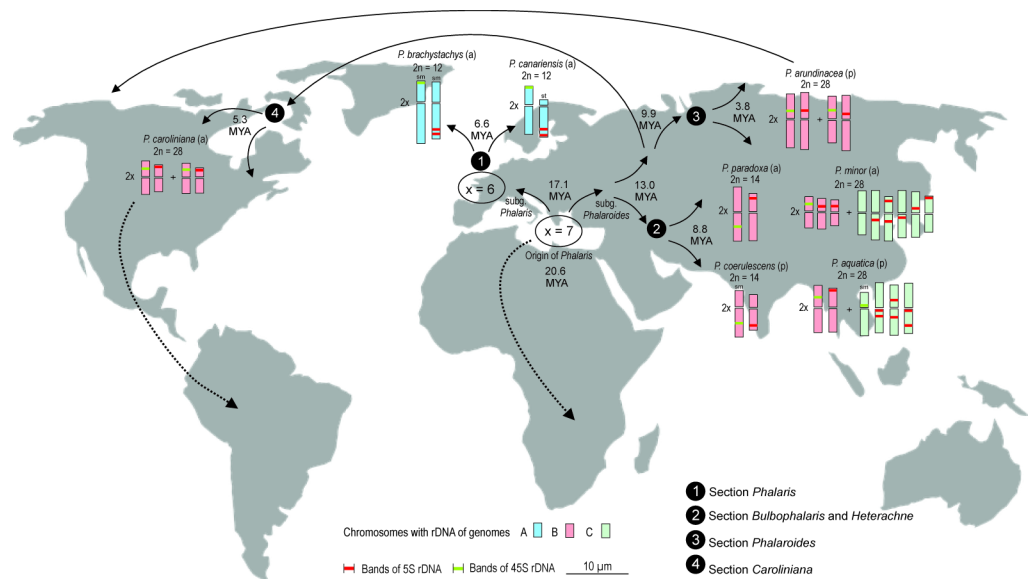 P. brachystachys (a)
2n = 12
sm sm
2x
P. canariensis (a)
2n = 12
st
2x
P. arundinacea (p)
2n = 28
2x
+
4
5.3
MYA
P. caroliniana (a)
2n = 28
2x
+
6.6
MYA
1
x = 6
9.9
MYA
3
3.8
MYA
17.1
MYA
subg.
Phalaris
13.0
MYA
subg.
Phalaroides
2
x = 7
Origin of Phalaris
20.6
MYA
8.8
MYA
P. paradoxa (a)
2n = 14
2x
P. minor (a)
2n = 28
2x
+
P. coerulescens (p)
2n = 14
sm
2x
P. aquatica (p)
2n = 28
sm
2x
+
1 Section Phalaris
2 Section Bulbophalaris and Heterachne
3 Section Phalaroides
4 Section Caroliniana
Chromosomes with rDNA of genomes A B C
Bands of 5S rDNA Bands of 45S rDNA 10 µm